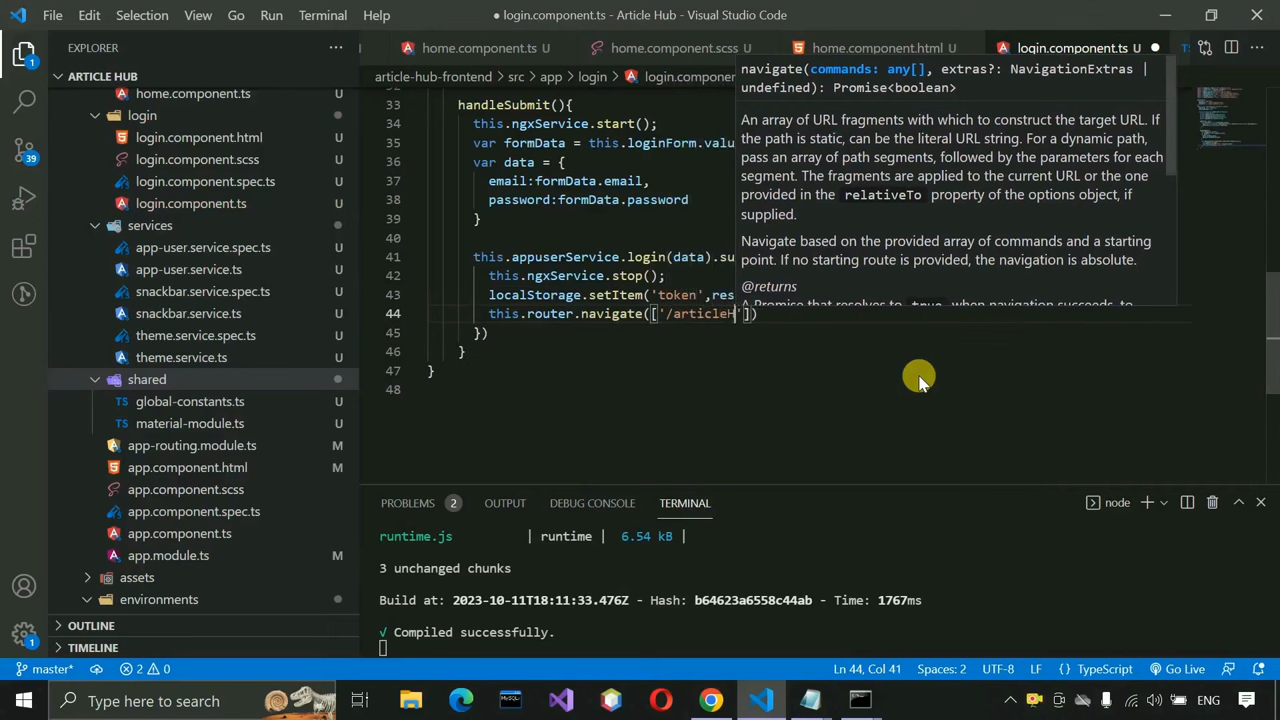 File Edit Selection View Go Run Terminal Help
● login.component.ts - Article Hub - Visual Studio Code
EXPLORER
ARTICLE HUB
home.component.ts U
login
login.component.html U
login.component.scss U
login.component.spec.ts U
login.component.ts U
services
app-user.service.spec.ts U
app-user.service.ts U
snackbar.service.spec.ts U
snackbar.service.ts U
theme.service.spec.ts U
theme.service.ts U
shared
global-constants.ts U
material-module.ts U
app-routing.module.ts M
app.component.html M
app.component.scss
app.component.spec.ts
app.component.ts
app.module.ts M
assets
environments
OUTLINE
TIMELINE
1
39
1
home.component.ts U
home.component.scss U
home.component.html U
login.component.ts U
TS
article-hub-frontend > src > app > login > login.component
33 handleSubmit(){
34 this.ngxService.start();
35 var formData = this.loginForm.valu
36 var data = {
37 email:formData.email,
38 password:formData.password
39 }
40
41 this.appuserService.login(data).su
42 this.ngxService.stop();
43 localStorage.setItem('token',res
44 this.router.navigate(['/articleH'])
45 })
46 }
47 }
48
navigate(commands: any[], extras?: NavigationExtras |
undefined): Promise<boolean>
An array of URL fragments with which to construct the target URL. If
the path is static, can be the literal URL string. For a dynamic path,
pass an array of path segments, followed by the parameters for each
segment. The fragments are applied to the current URL or the one
provided in the relativeTo property of the options object, if
supplied.
Navigate based on the provided array of commands and a starting
point. If no starting route is provided, the navigation is absolute.
@returns
A Promise that resolves to true when navigation succeeds, to
PROBLEMS 2 OUTPUT DEBUG CONSOLE TERMINAL
node
runtime.js | runtime | 6.54 kB |
3 unchanged chunks
Build at: 2023-10-11T18:11:33.476Z - Hash: b64623a6558c44ab - Time: 1767ms
√ Compiled successfully.
master* 2 0 Ln 44, Col 41 Spaces: 2 UTF-8 LF {} TypeScript Go Live
Type here to search
MySQL
ENG